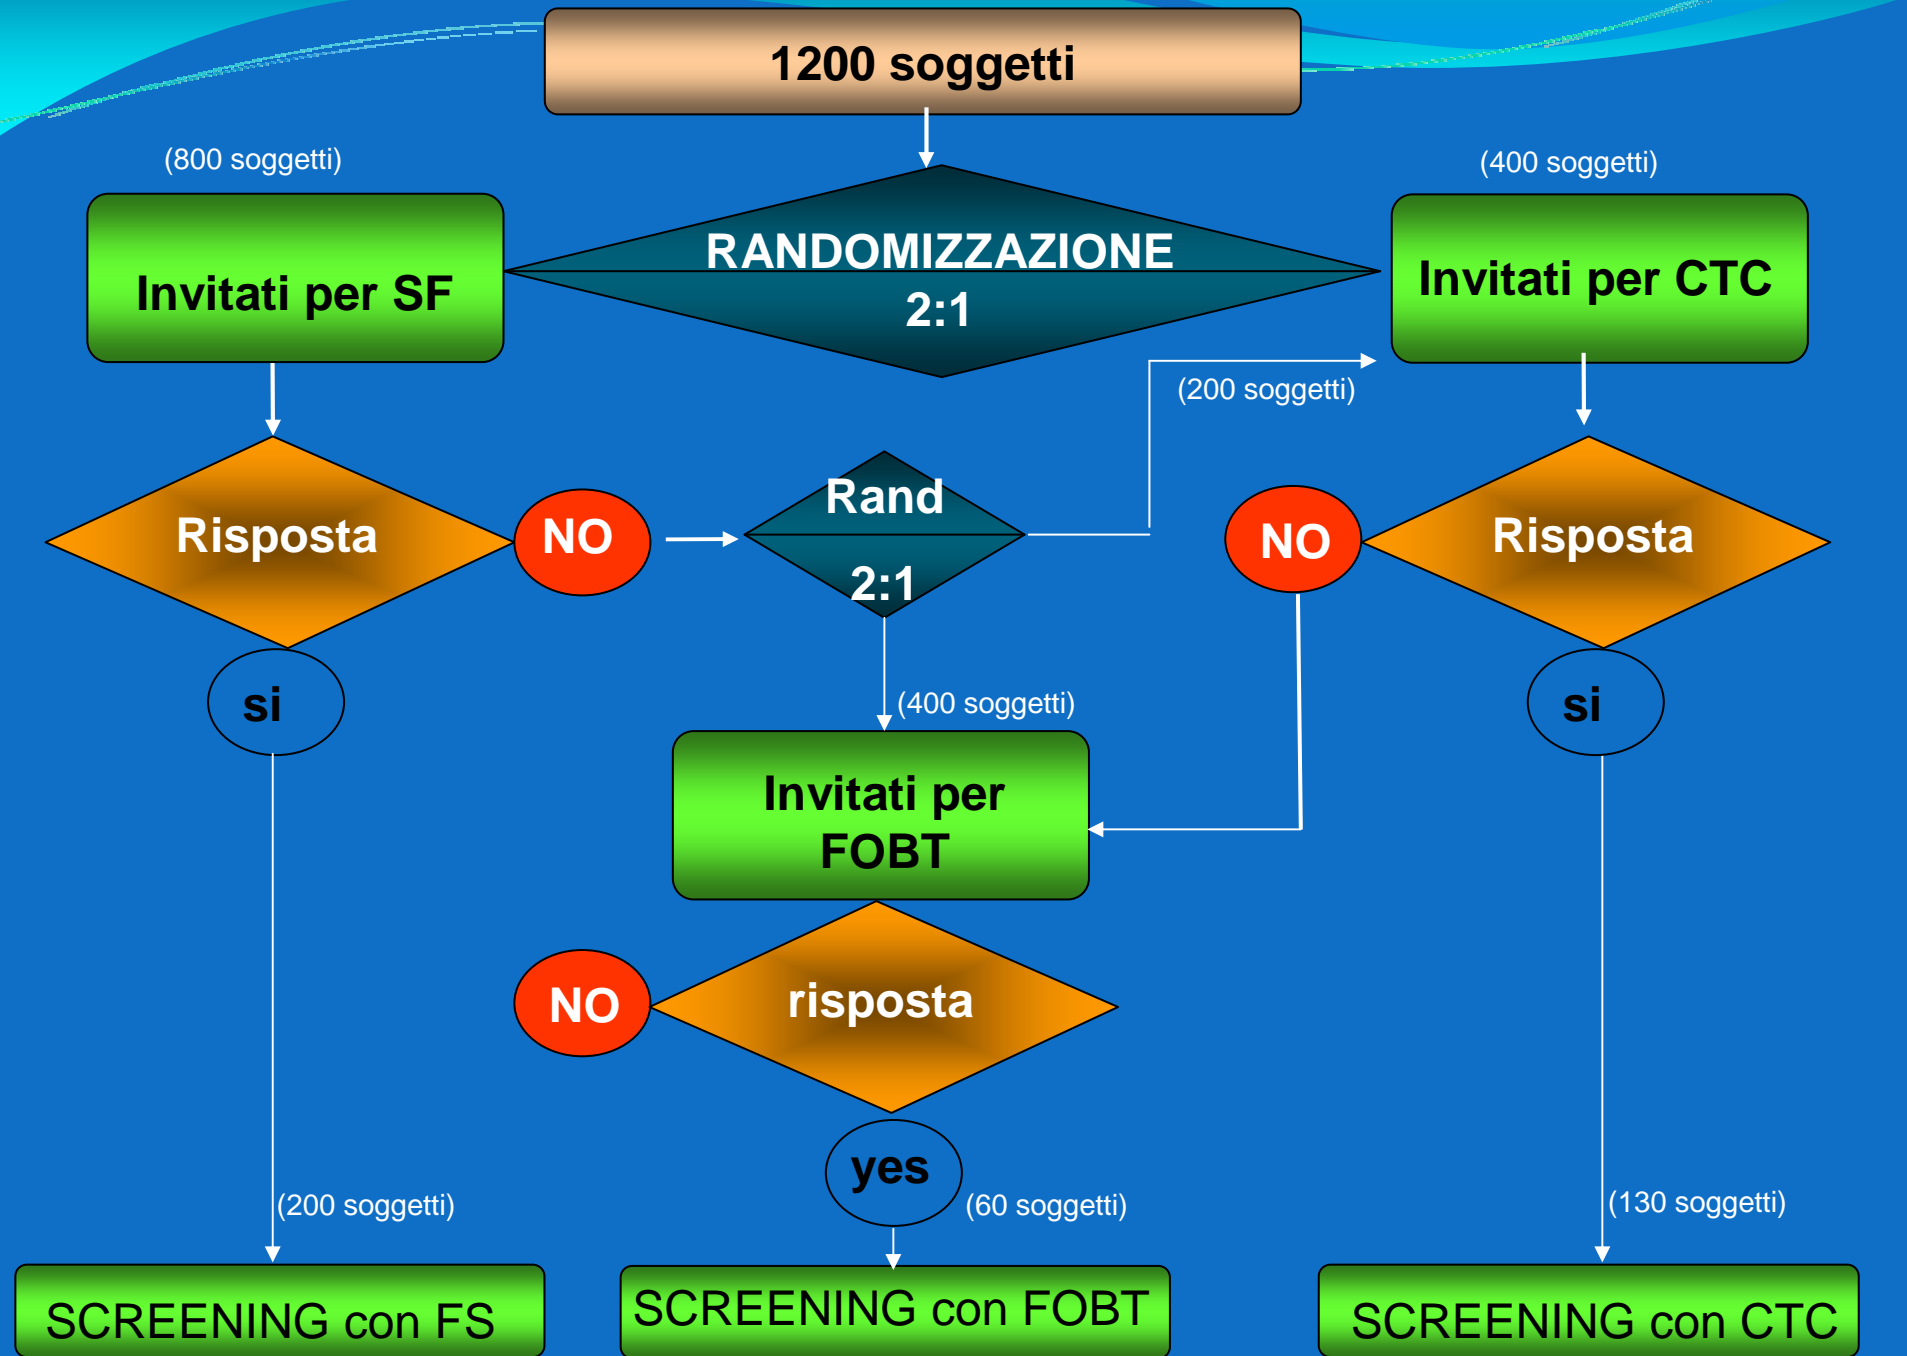 1200 soggetti
(800 soggetti)
(400 soggetti)
Invitati per SF
RANDOMIZZAZIONE
2:1
Invitati per CTC
(200 soggetti)
Risposta
NO
Rand
2:1
NO
Risposta
si
(400 soggetti)
si
Invitati per
FOBT
NO
risposta
yes
(200 soggetti)
(60 soggetti)
(130 soggetti)
SCREENING con FS
SCREENING con FOBT
SCREENING con CTC